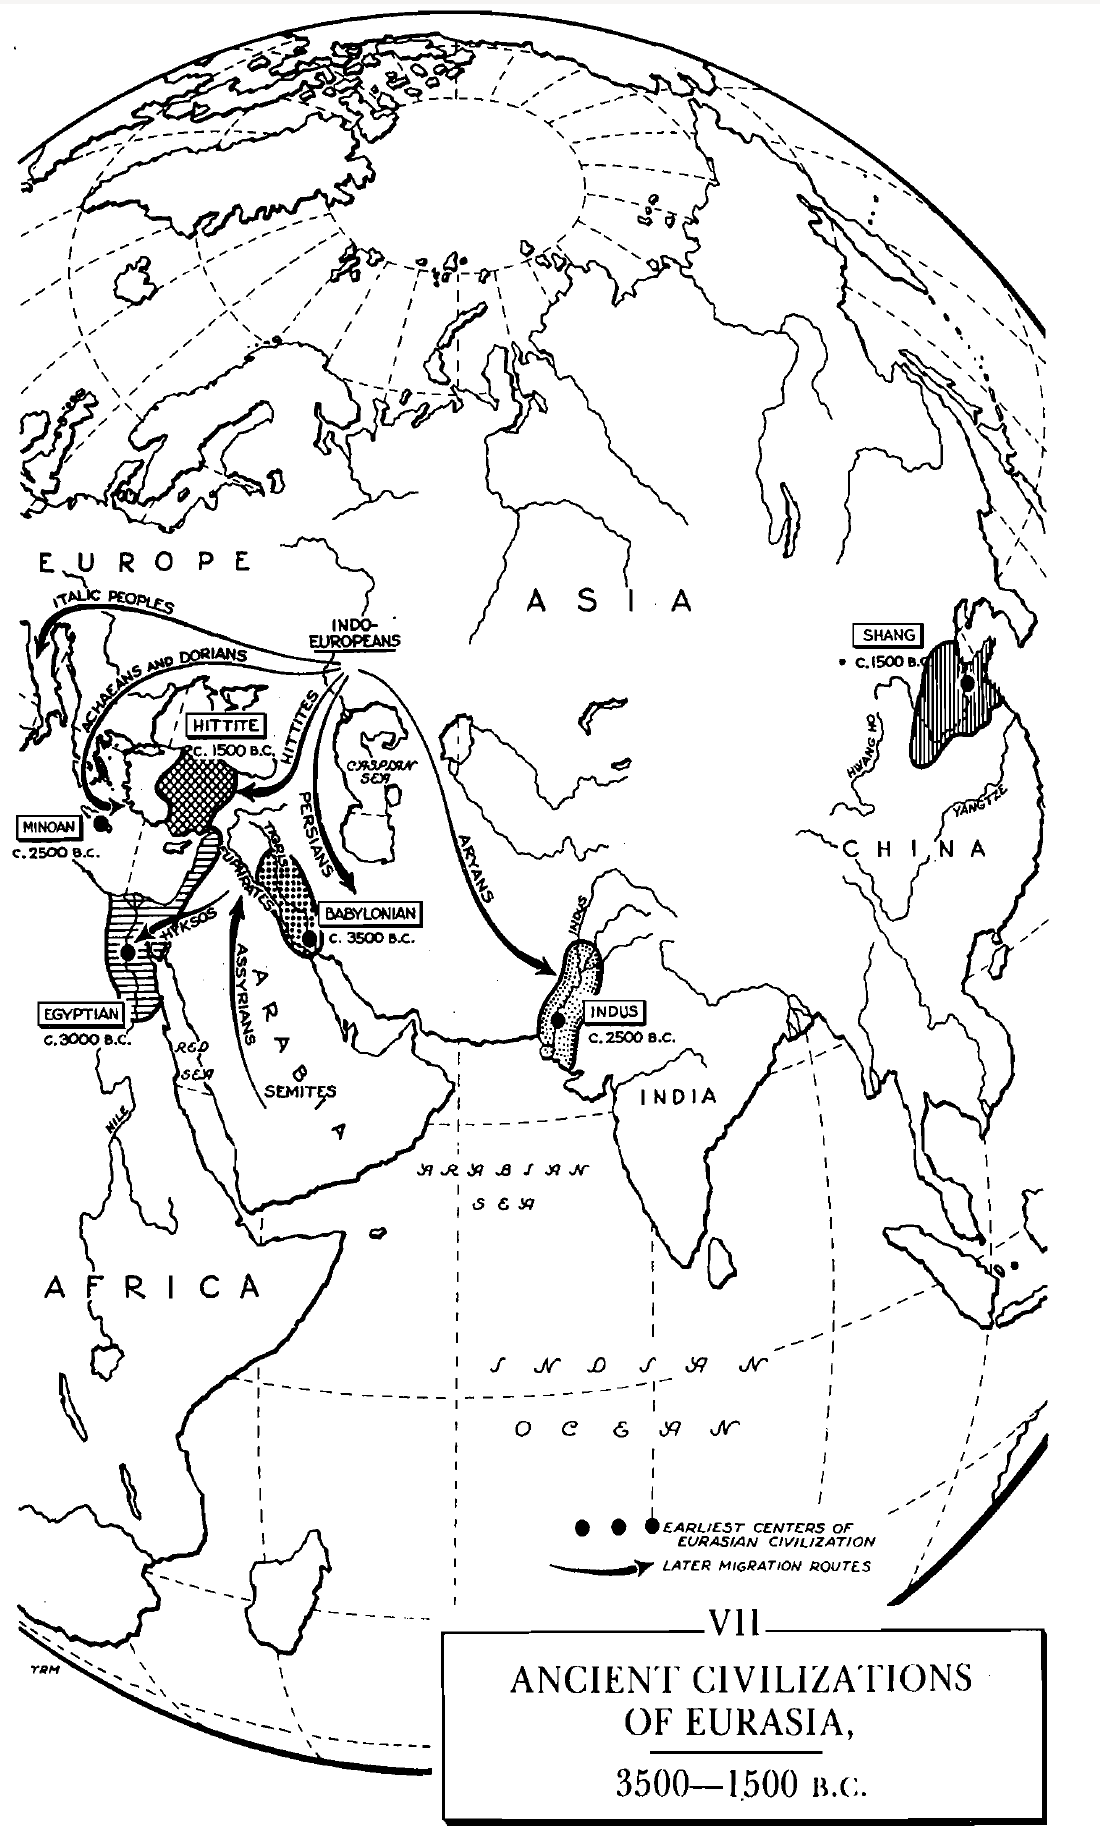 EUROPE
ASIA
ITALIC PEOPLES
INDO-
EUROPEANS
SHANG
C.1500 B.C.
ACHAEANS AND DORIANS
HITTITES
HITTITE
C. 1500 B.C.
CASPIAN
SEA
HWANG HO
YANGTZE
MINOAN
C. 2500 B.C.
TIGRIS
PERSIANS
ARYANS
CHINA
EUPHRATES
INDUS
HYKSOS
BABYLONIAN
C. 3500 B.C.
ASSYRIANS
ARABIA
EGYPTIAN
C.3000 B.C.
INDUS
C.2500 B.C.
RED
SEA
SEMITES
INDIA
NILE
ARABIAN
SEA
AFRICA
INDIAN
OCEAN
EARLIEST CENTERS OF
EURASIAN CIVILIZATION
LATER MIGRATION ROUTES
VII
TRM
ANCIENT CIVILIZATIONS
OF EURASIA,
3500—1500 B.C.